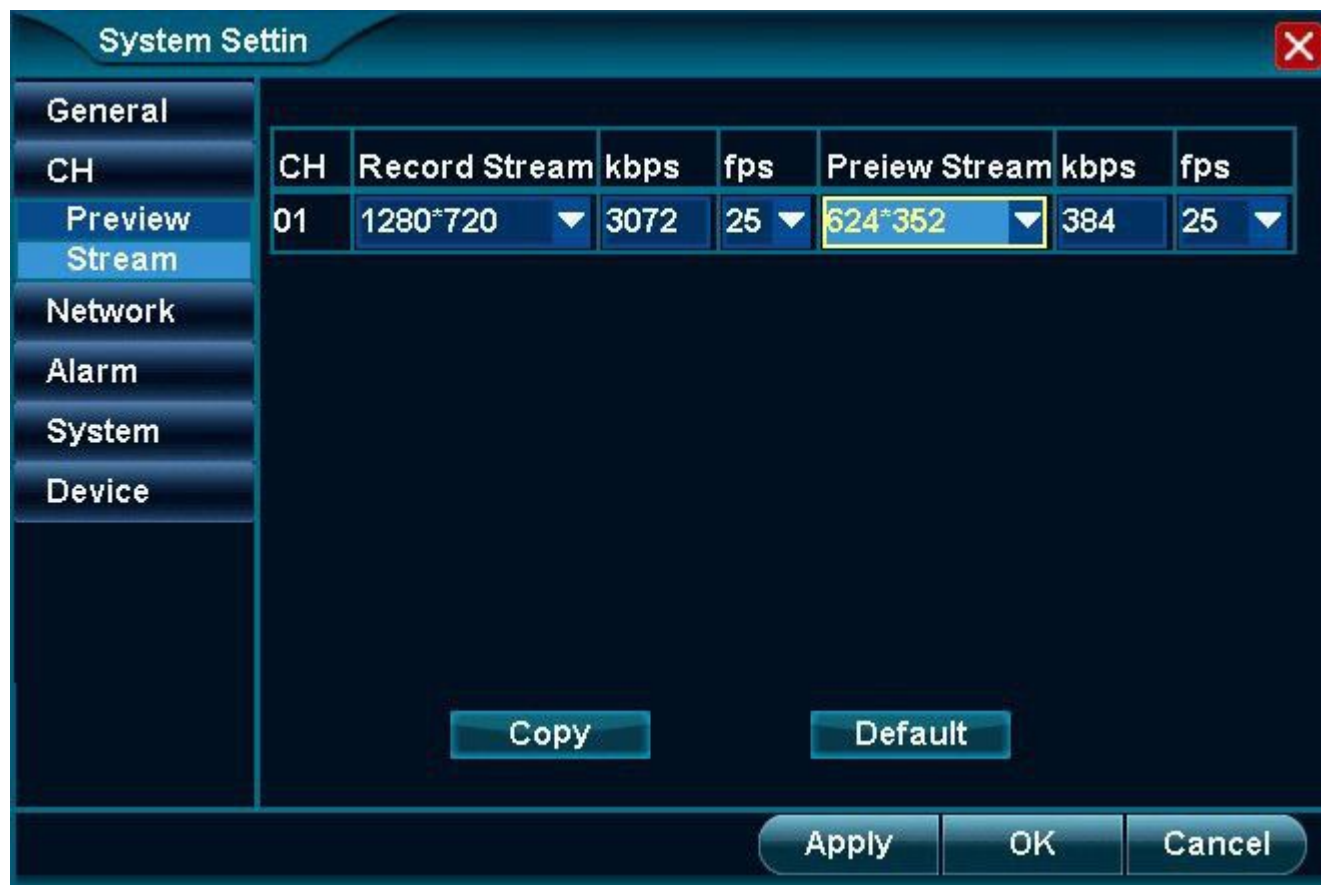 System Settin
General
CH
Preview
Stream
Network
Alarm
System
Device
CH Record Stream kbps fps Preiew Stream kbps fps
01 1280*720 3072 25 624*352 384 25
Copy Default
Apply OK Cancel